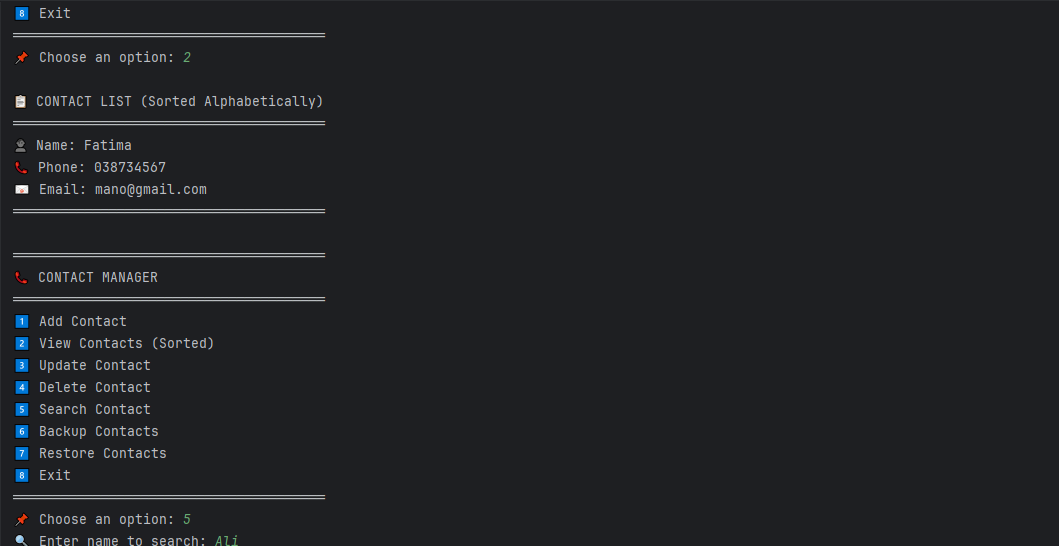 8️⃣ Exit
=======================================
📌 Choose an option: 2
📋 CONTACT LIST (Sorted Alphabetically)
=======================================
👤 Name: Fatima
📞 Phone: 038734567
📧 Email: mano@gmail.com
=======================================
=======================================
📞 CONTACT MANAGER
=======================================
1️⃣ Add Contact
2️⃣ View Contacts (Sorted)
3️⃣ Update Contact
4️⃣ Delete Contact
5️⃣ Search Contact
6️⃣ Backup Contacts
7️⃣ Restore Contacts
8️⃣ Exit
=======================================
📌 Choose an option: 5
🔍 Enter name to search: Ali